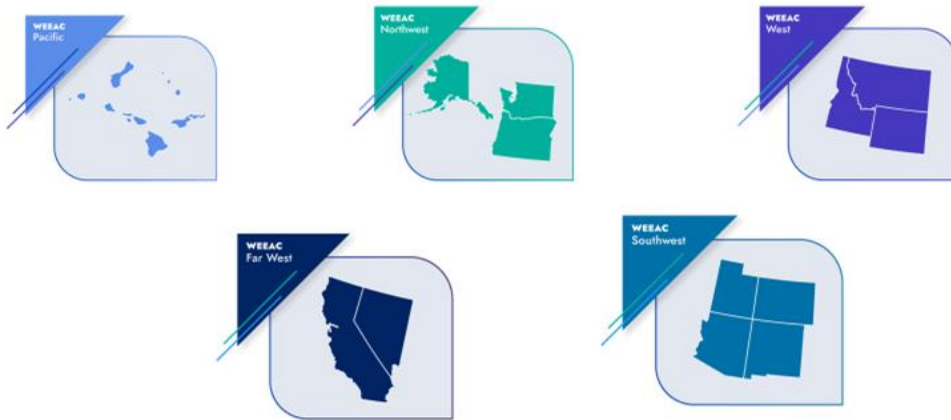 WEEAC
Pacific
WEEAC
Northwest
WEEAC
West
WEEAC
Far West
WEEAC
Southwest